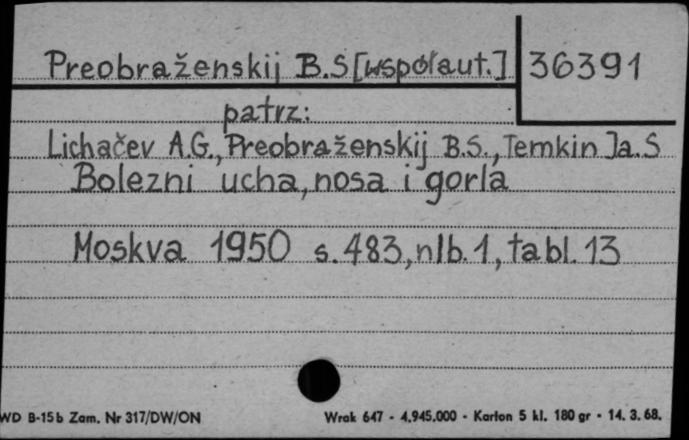 Preobraženskij B.S [współaut.] 36391
patrz:
Lichačev A.G., Preobraženskij B.S., Temkin Ja.S
Bolezni ucha, nosa i gorla
Moskva 1950 s. 483, nlb. 1, tabl. 13
WD B-15b Zam. Nr 317/DW/ON Wrak 647 - 4.945.000 - Karton 5 kl. 180 gr - 14. 3. 68.